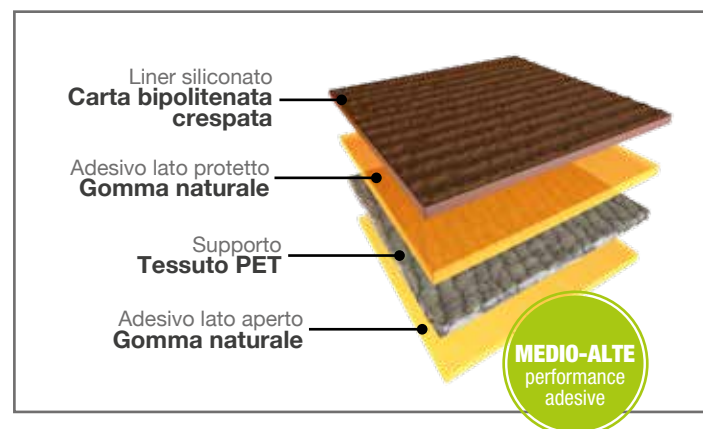 Liner siliconato
Carta bipolitenata
crespata
Adesivo lato protetto
Gomma naturale
Supporto
Tessuto PET
Adesivo lato aperto
Gomma naturale
MEDIO-ALTE
performance
adesive